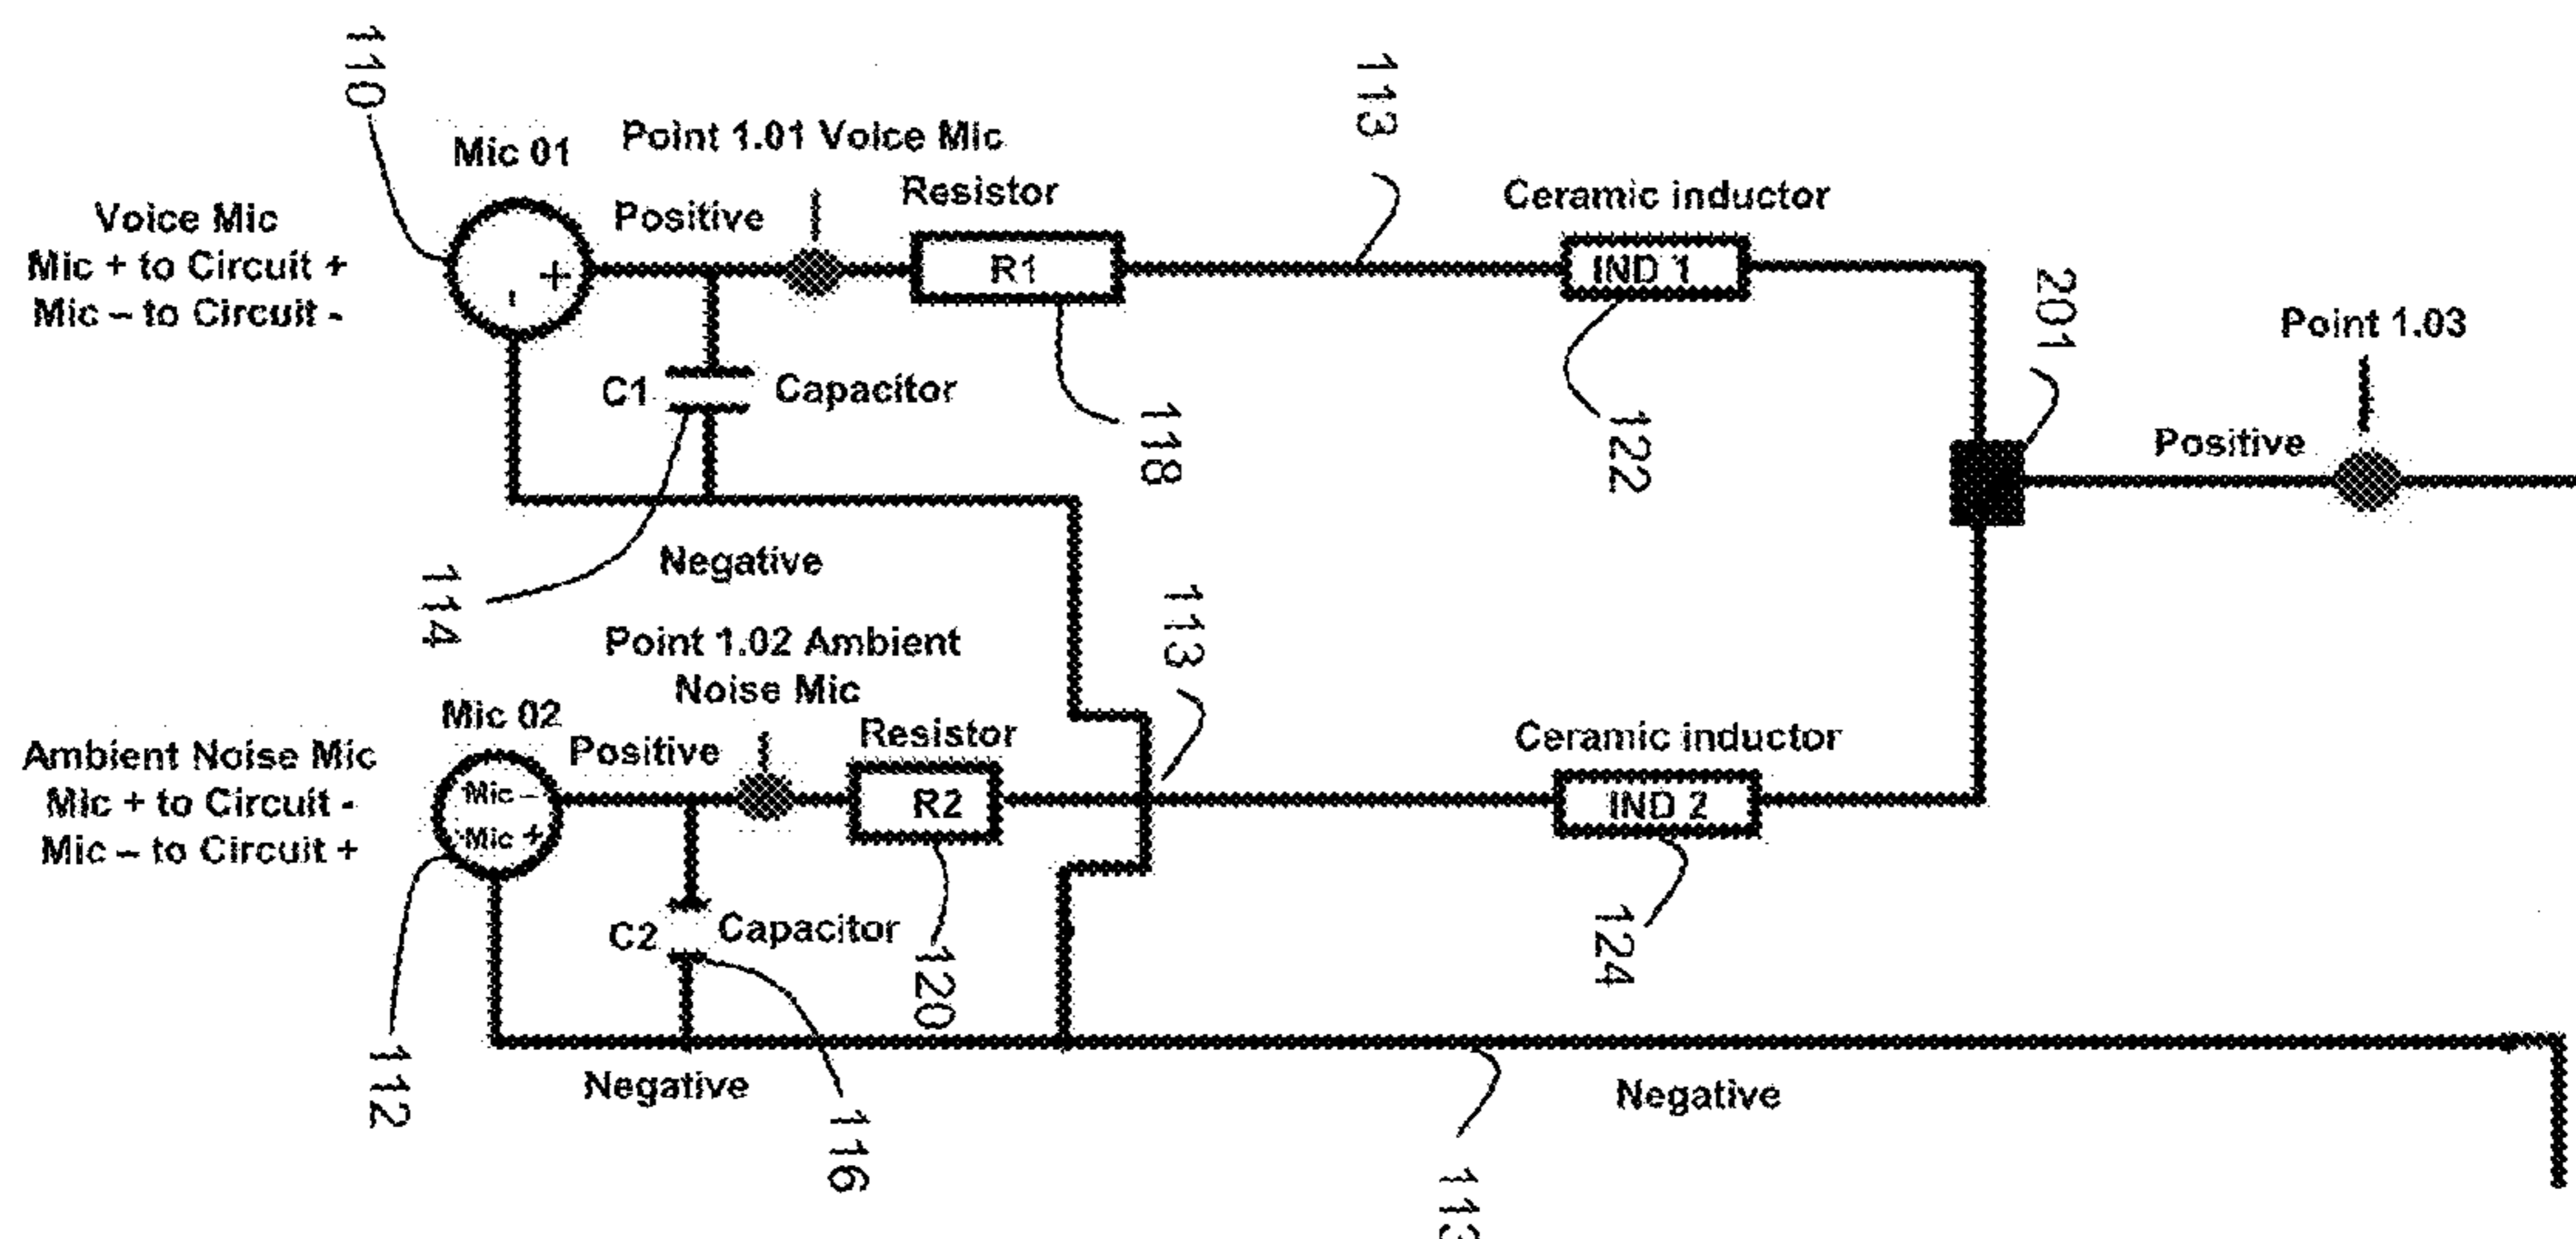 110
113
Point 1.01 Voice Mic
Mic 01
Voice Mic
Mic + to Circuit +
Mic – to Circuit -
Positive
Resistor
Ceramic inductor
- +
R1
IND 1
201
Point 1.03
C1
Capacitor
118
122
Positive
Negative
114
113
Point 1.02 Ambient
Noise Mic
Mic 02
Ambient Noise Mic
Mic + to Circuit -
Mic – to Circuit +
Positive
Resistor
Ceramic inductor
Mic –
Mic +
R2
IND 2
C2
Capacitor
120
124
112
Negative
116
Negative
113